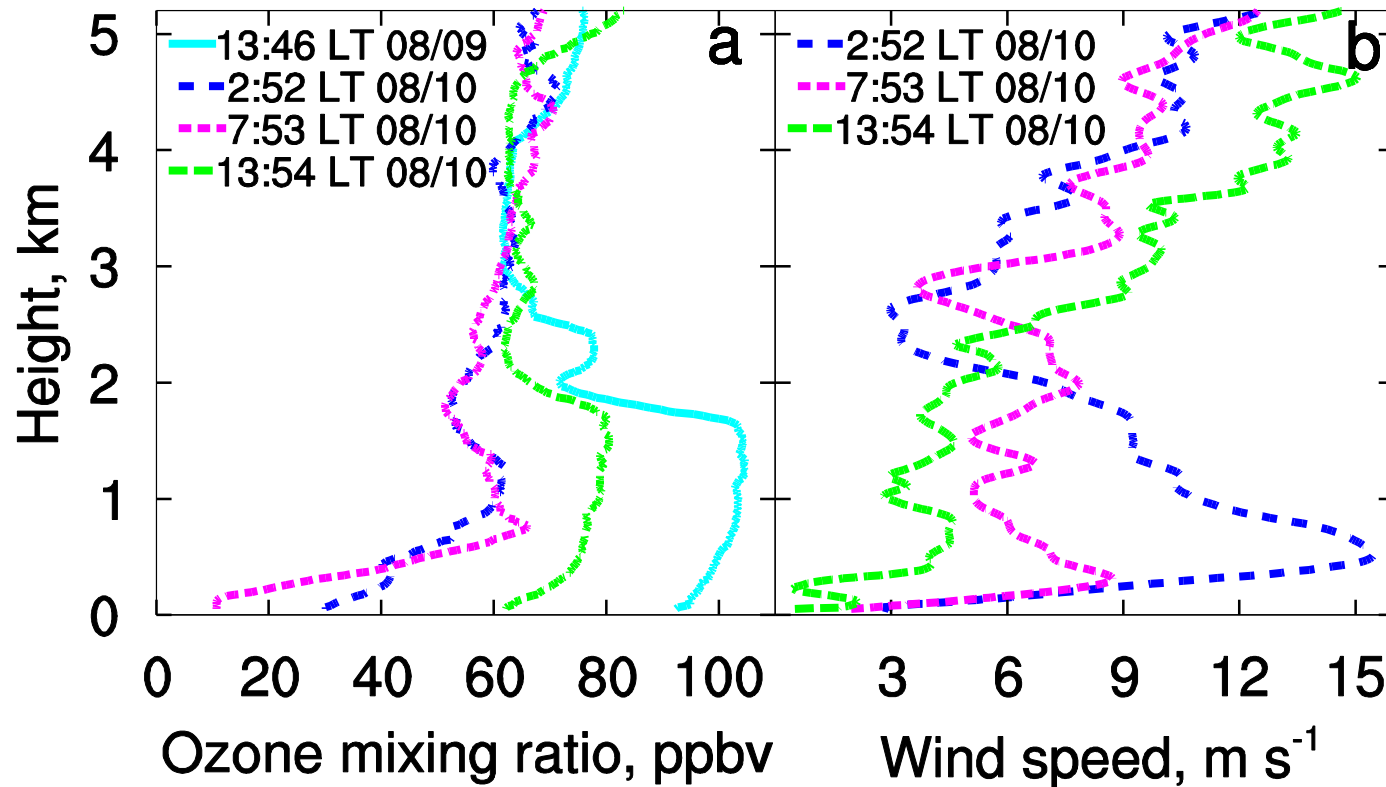 a
13:46 LT 08/09
2:52 LT 08/10
7:53 LT 08/10
13:54 LT 08/10
5
4
3
2
1
0
Height, km
0 20 40 60 80 100
Ozone mixing ratio, ppbv
b
2:52 LT 08/10
7:53 LT 08/10
13:54 LT 08/10
3 6 9 12 15
Wind speed, m s-1